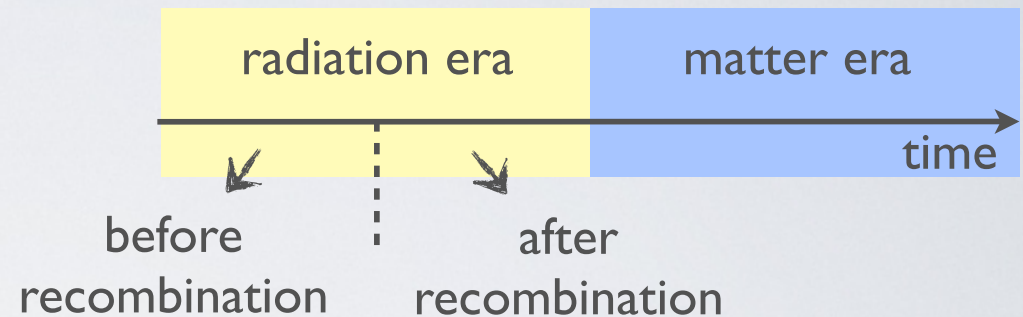 radiation era
matter era
time
before
recombination
after
recombination